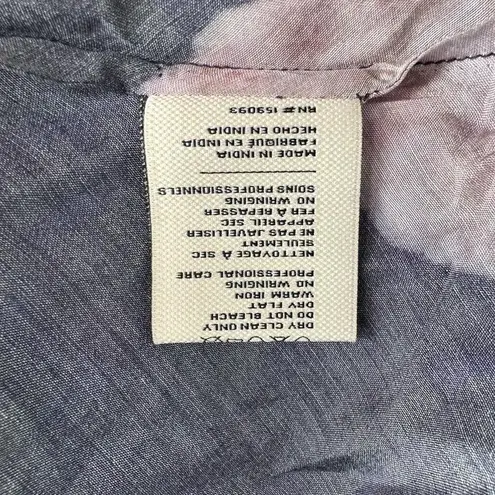 DRY CLEAN ONLY
DO NOT BLEACH
DRY FLAT
WARM IRON
NO WRINGING
PROFESSIONAL CARE
NETTOYAGE À SEC
SEULEMENT
NE PAS JAVELLISER
APPAREIL SEC
FER À REPASSER
NO WRINGING
SOINS PROFESSIONNELS
MADE IN INDIA
FABRIQUÉ EN INDIA
HECHO EN INDIA
RN# 159093